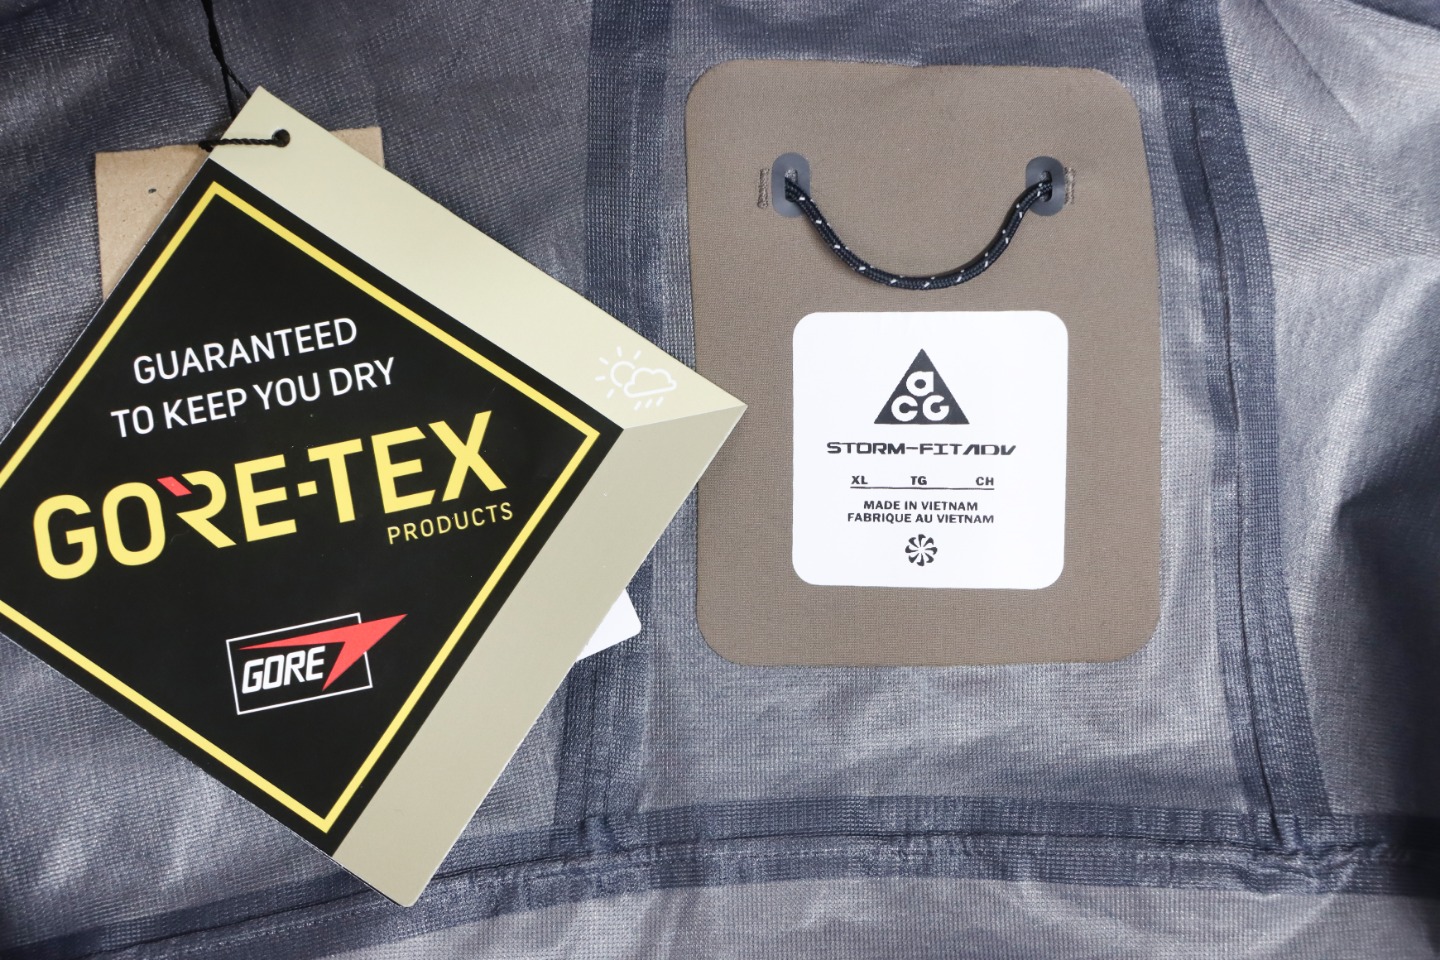 GUARANTEED
TO KEEP YOU DRY
GORE-TEX
PRODUCTS
GORE
a
CG
STORM-FIT ADV
XL TG CH
MADE IN VIETNAM
FABRIQUE AU VIETNAM